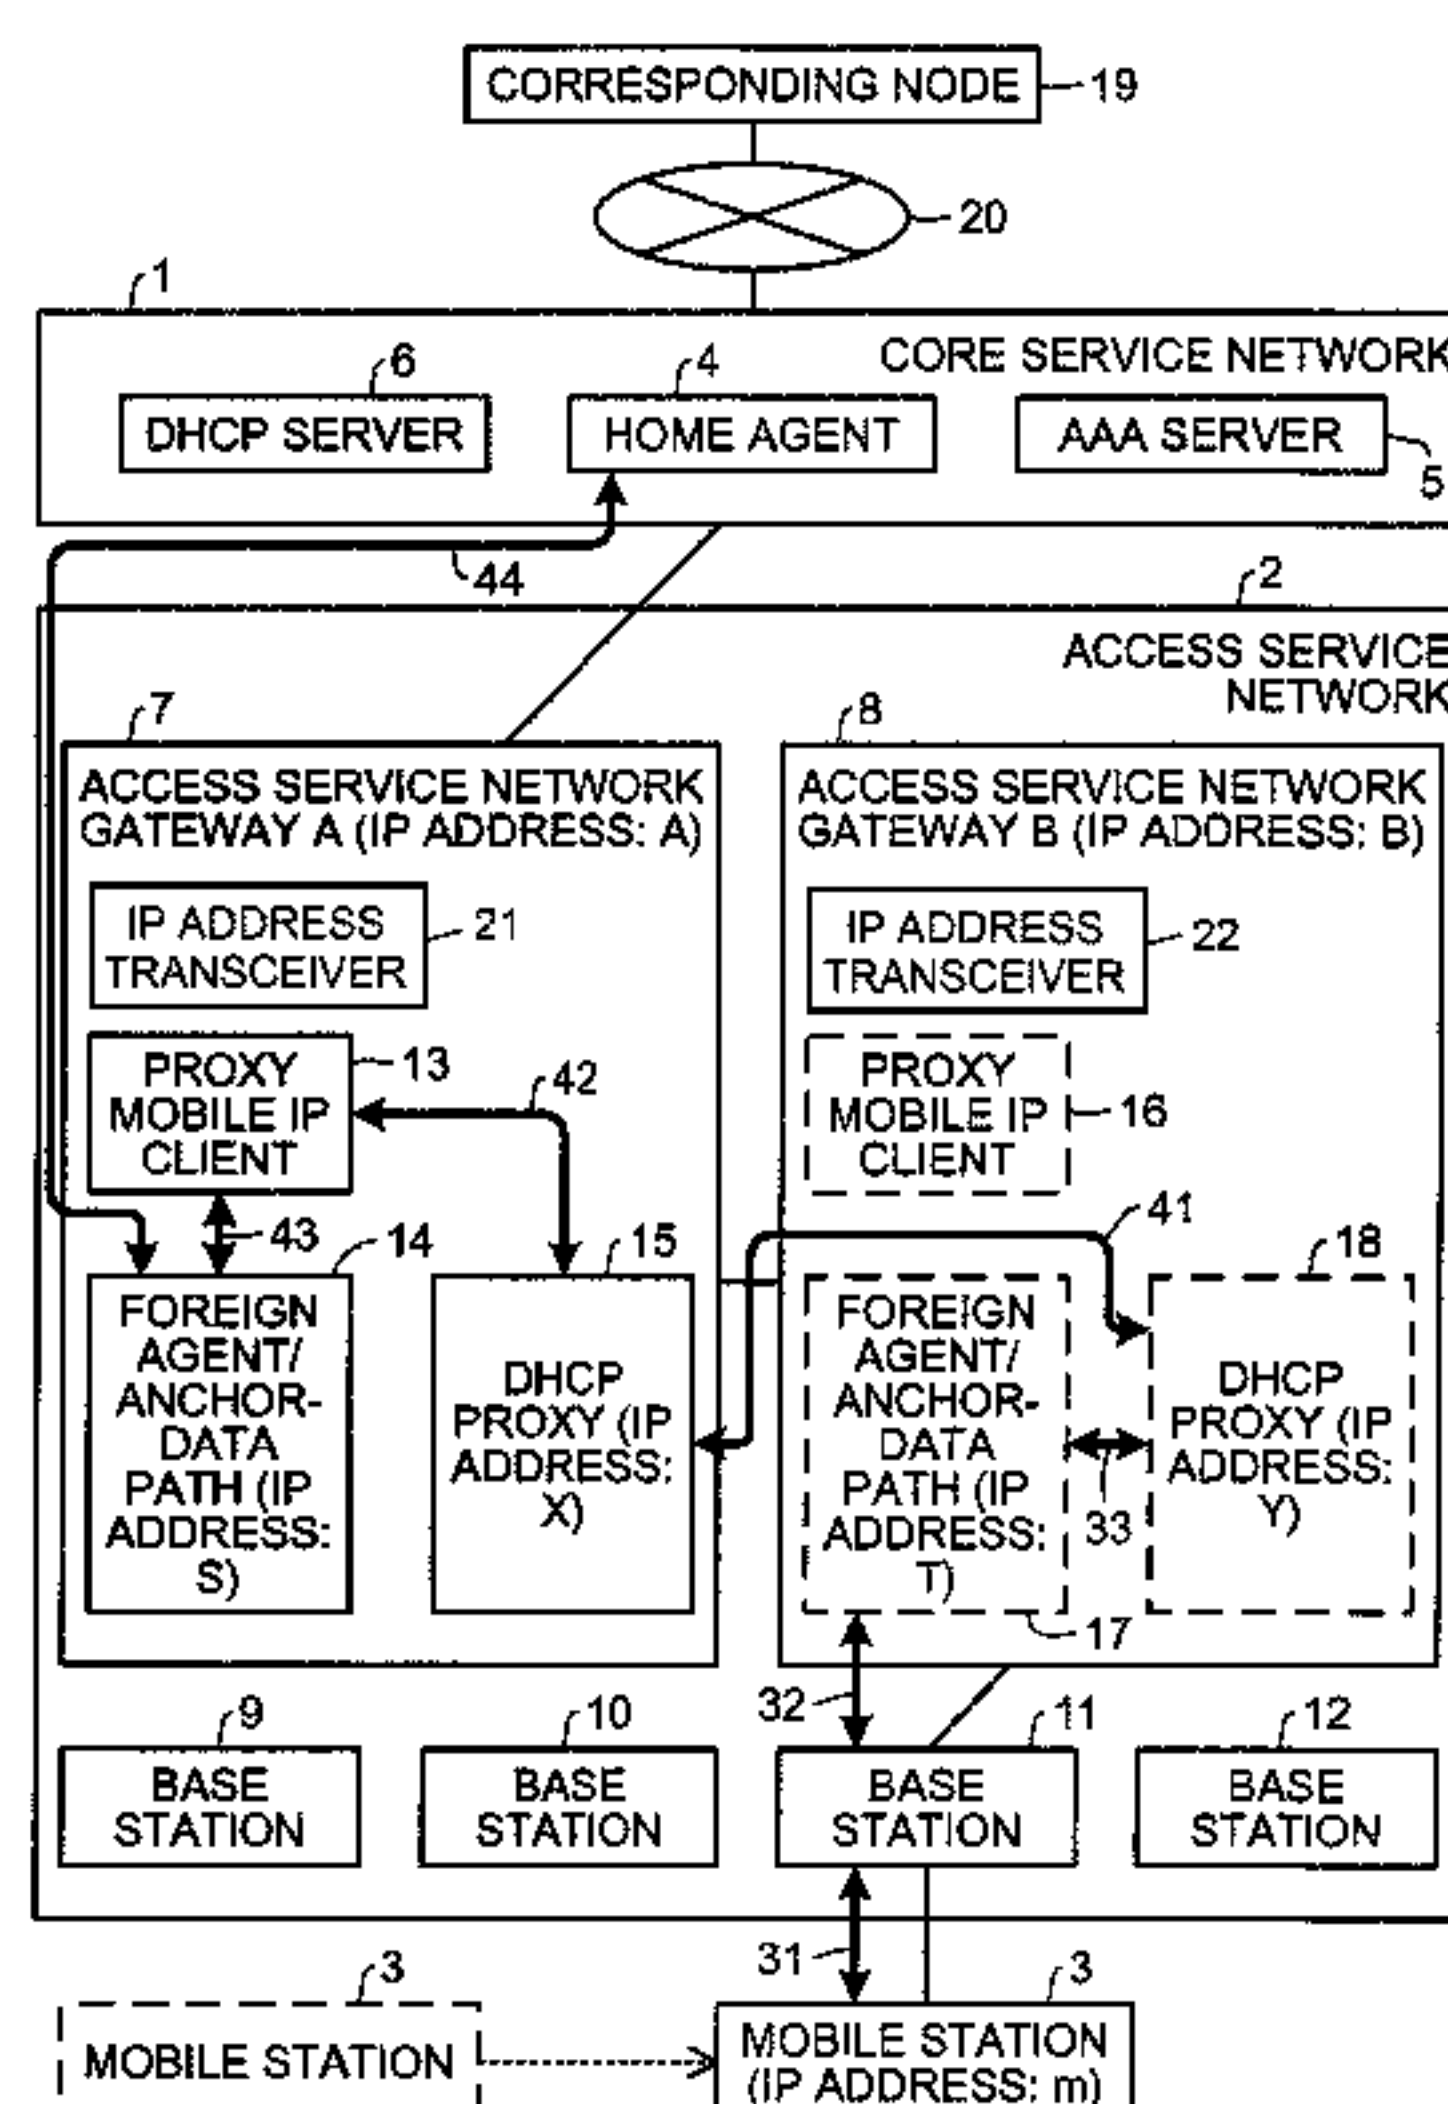 CORRESPONDING NODE
19
20
1
CORE SERVICE NETWORK
6
4
DHCP SERVER
HOME AGENT
AAA SERVER
5
44
2
ACCESS SERVICE
NETWORK
7
8
ACCESS SERVICE NETWORK
GATEWAY A (IP ADDRESS: A)
ACCESS SERVICE NETWORK
GATEWAY B (IP ADDRESS: B)
IP ADDRESS
TRANSCEIVER
21
IP ADDRESS
TRANSCEIVER
22
PROXY
MOBILE IP
CLIENT
13
42
PROXY
MOBILE IP
CLIENT
16
41
43
14
15
18
FOREIGN
AGENT/
ANCHOR-
DATA
PATH (IP
ADDRESS:
S)
DHCP
PROXY (IP
ADDRESS:
X)
FOREIGN
AGENT/
ANCHOR-
DATA
PATH (IP
ADDRESS:
T)
33
DHCP
PROXY (IP
ADDRESS:
Y)
17
32
9
10
11
12
BASE
STATION
BASE
STATION
BASE
STATION
BASE
STATION
31
3
3
MOBILE STATION
MOBILE STATION
(IP ADDRESS: m)